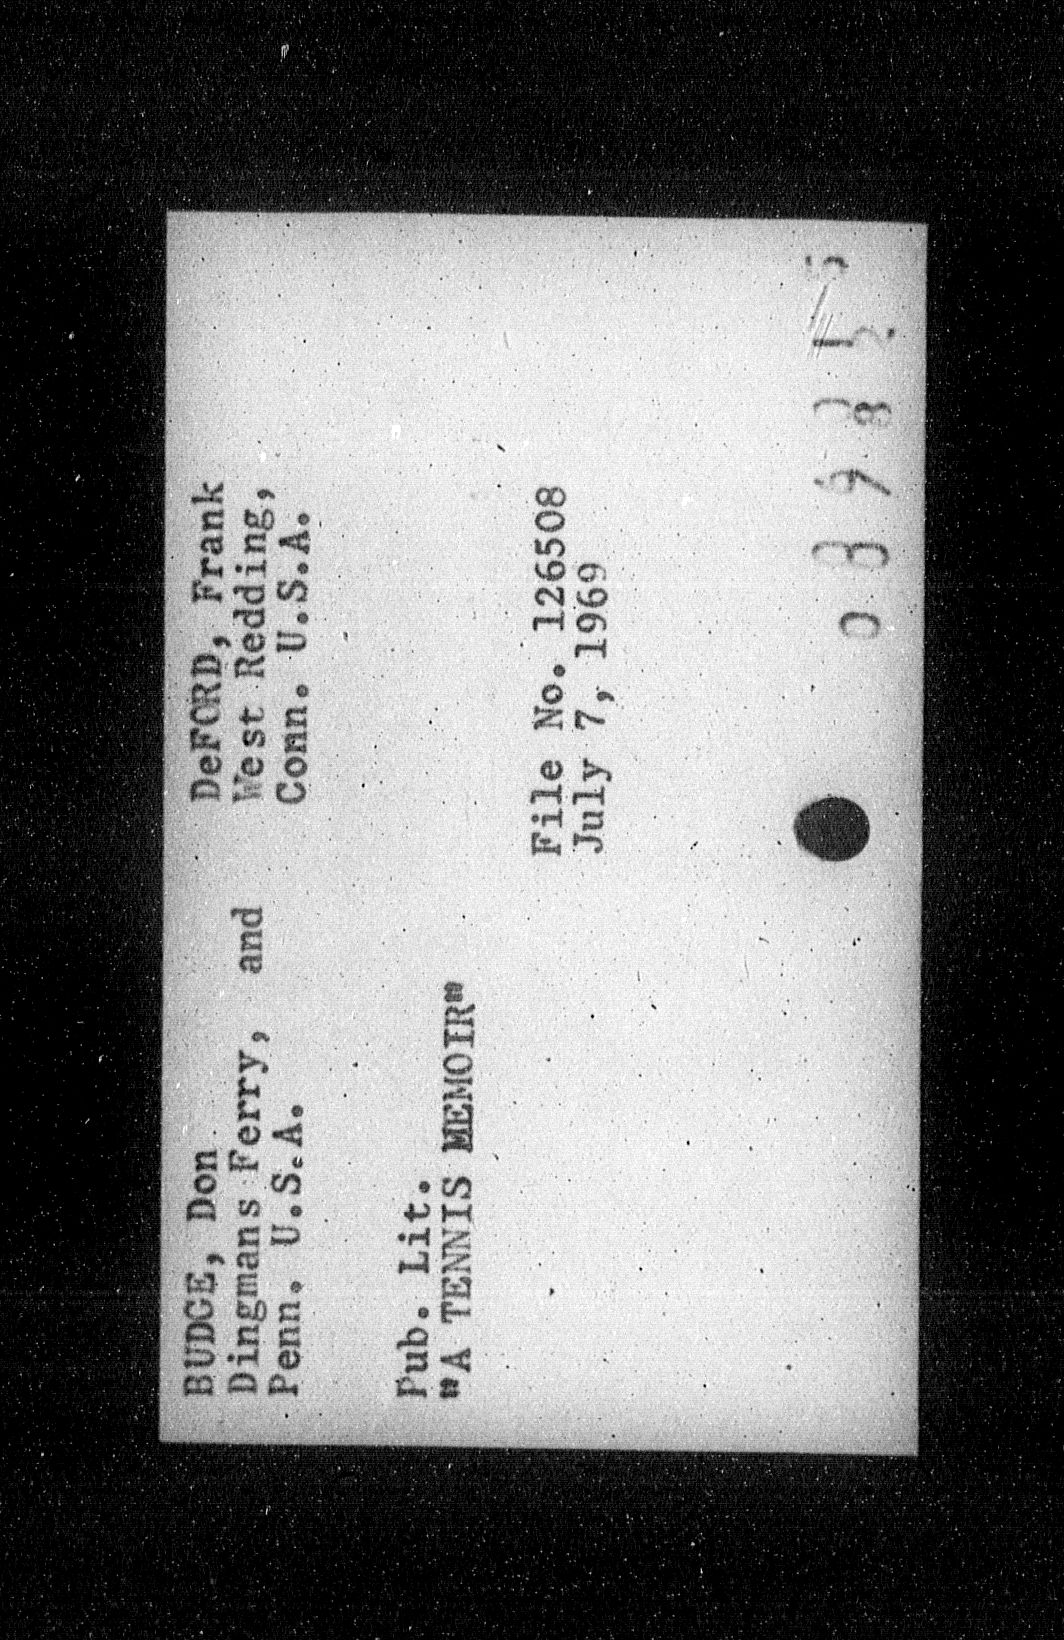 BUDGE, Don
Dingmans Ferry, and
Penn. U.S.A.
DeFORD, Frank
West Redding,
Conn. U.S.A.
Pub. Lit.
"A TENNIS MEMOIR"
File No. 126508
July 7, 1969